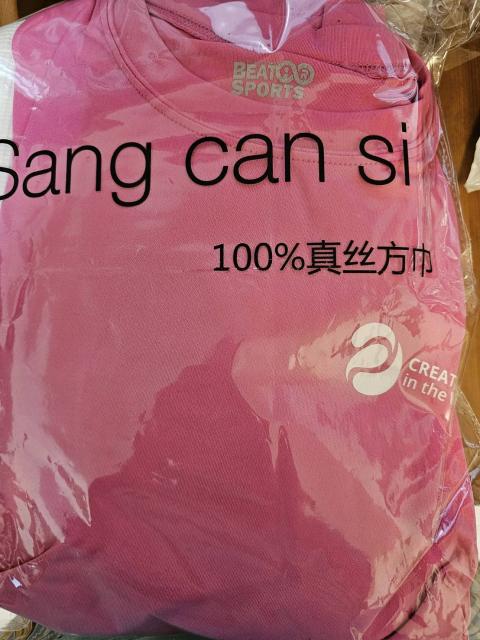 BEAT
SPORTS
Sang can si
100%真丝方巾
CREAT
in the